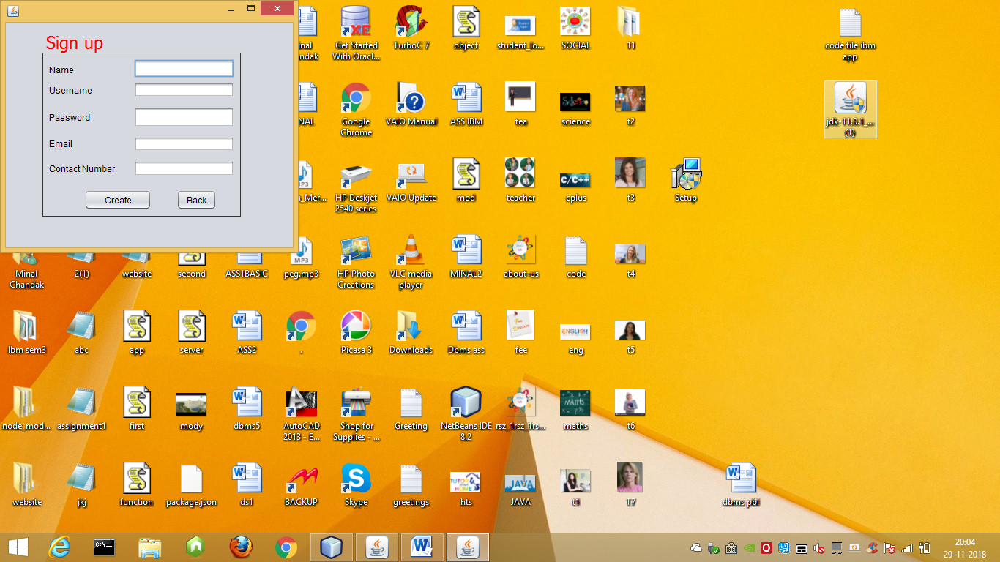 Sign up
Name
Username
Password
Email
Contact Number
Create
Back
Get Started
With Oracl...
TurboC 7
object
student_lo...
SOCIAL
11
code file ibm
app
Google
Chrome
VAIO Manual
ASS IBM
tea
science
t2
jdk-11.0.1_...
(1)
HP Deskjet
2540 series
VAIO Update
mod
teacher
C/C++
cplus
t3
Setup
Minal
Chandak
2(1)
website
second
ASS1BASIC
MP3
peg.mp3
HP Photo
Creations
VLC media
player
MINAL2
about-us
code
t4
Ibm sem3
abc
app
server
ASS2
.
Picasa 3
Downloads
Dbms ass
fee
ENGLISH
eng
t5
node_mod...
assignment1
first
mody
dbms5
AutoCAD
2013 - E...
Shop for
Supplies - ...
Greeting
NetBeans IDE
8.2
rsz_1rsz_1rs...
MATHS
maths
t6
website
jkj
function
package.json
ds1
BACKUP
Skype
greetings
hts
JAVA
JAVA
t1
T7
dbms pbl
20:04
29-11-2018